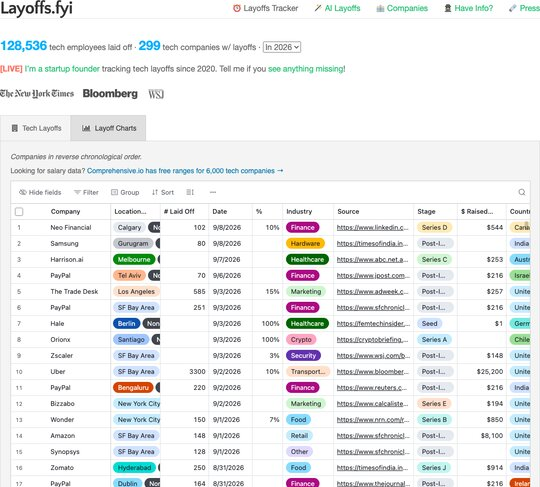 Layoffs.fyi
Layoffs Tracker AI Layoffs Companies Have Info? Press
128,536 tech employees laid off · 299 tech companies w/ layoffs · In 2026
[LIVE] I'm a startup founder tracking tech layoffs since 2020. Tell me if you see anything missing!
The New York Times Bloomberg WSJ
Tech Layoffs Layoff Charts
Companies in reverse chronological order.
Looking for salary data? Comprehensive.io has free ranges for 6,000 tech companies →
Hide fields Filter Group Sort
Company Location... # Laid Off Date % Industry Source Stage $ Raised... Count
1 Neo Financial Calgary No 102 9/8/2026 10% Finance https://www.linkedin.c... Series D $544 Cana
2 Samsung Gurugram 80 9/8/2026 Hardware https://timesofindia.in... Post-I... India
3 Harrison.ai Melbourne 9/7/2026 Healthcare https://www.abc.net.a... Series C $253 Austr
4 PayPal Tel Aviv No 70 9/6/2026 Finance https://www.jpost.com... Post-I... $216 Israel
5 The Trade Desk Los Angeles 585 9/3/2026 15% Marketing https://www.adweek.c... Post-I... $257 Unite
6 PayPal SF Bay Area 251 9/3/2026 Finance https://www.sfchronicl... Post-I... $216 Unite
7 Hale Berlin Non 9/3/2026 100% Healthcare https://femtechinsider... Seed $1 Germ
8 Orionx Santiago 9/3/2026 100% Crypto https://cryptobriefing... Series A Chile
9 Zscaler SF Bay Area 9/3/2026 3% Security https://www.wsj.com/b... Post-I... $148 Unite
10 Uber SF Bay Area 3300 9/2/2026 10% Transport... https://www.bloomber... Post-I... $25,200 Unite
11 PayPal Bengaluru 220 9/2/2026 Finance https://www.reuters.c... Post-I... $216 India
12 Bizzabo New York City 9/2/2026 Marketing https://www.calcaliste... Series E $194 Unite
13 Wonder New York City 150 9/1/2026 7% Food https://www.nrn.com/r... Series B $850 Unite
14 Amazon SF Bay Area 148 9/1/2026 Retail https://www.sfchronicl... Post-I... $8,100 Unite
15 Synopsys SF Bay Area 128 9/1/2026 Other https://www.sfchronicl... Post-I... Unite
16 Zomato Hyderabad 250 8/31/2026 Food https://timesofindia.in... Series J $914 India
17 PayPal Dublin Non 164 8/31/2026 Finance https://www.thejournal... Post-I... $216 Irelan